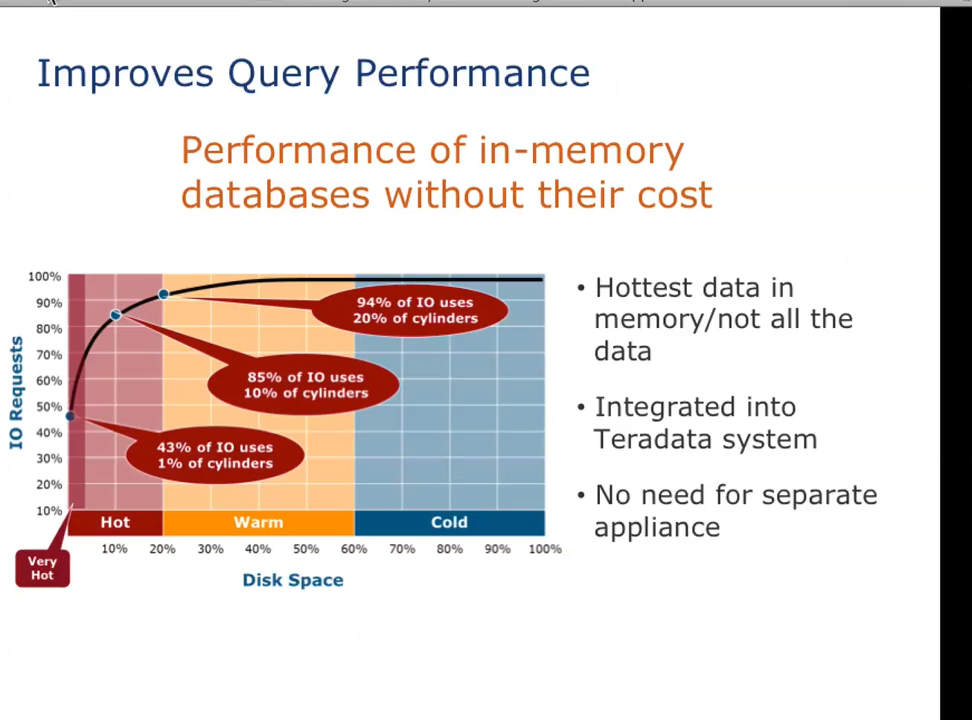 Improves Query Performance
Performance of in-memory
databases without their cost
100%
90%
80%
70%
60%
50%
40%
30%
20%
10%
IO Requests
94% of IO uses
20% of cylinders
85% of IO uses
10% of cylinders
43% of IO uses
1% of cylinders
Hot
Warm
Cold
10%
20%
30%
40%
50%
60%
70%
80%
90%
100%
Very
Hot
Disk Space
• Hottest data in
memory/not all the
data
• Integrated into
Teradata system
• No need for separate
appliance